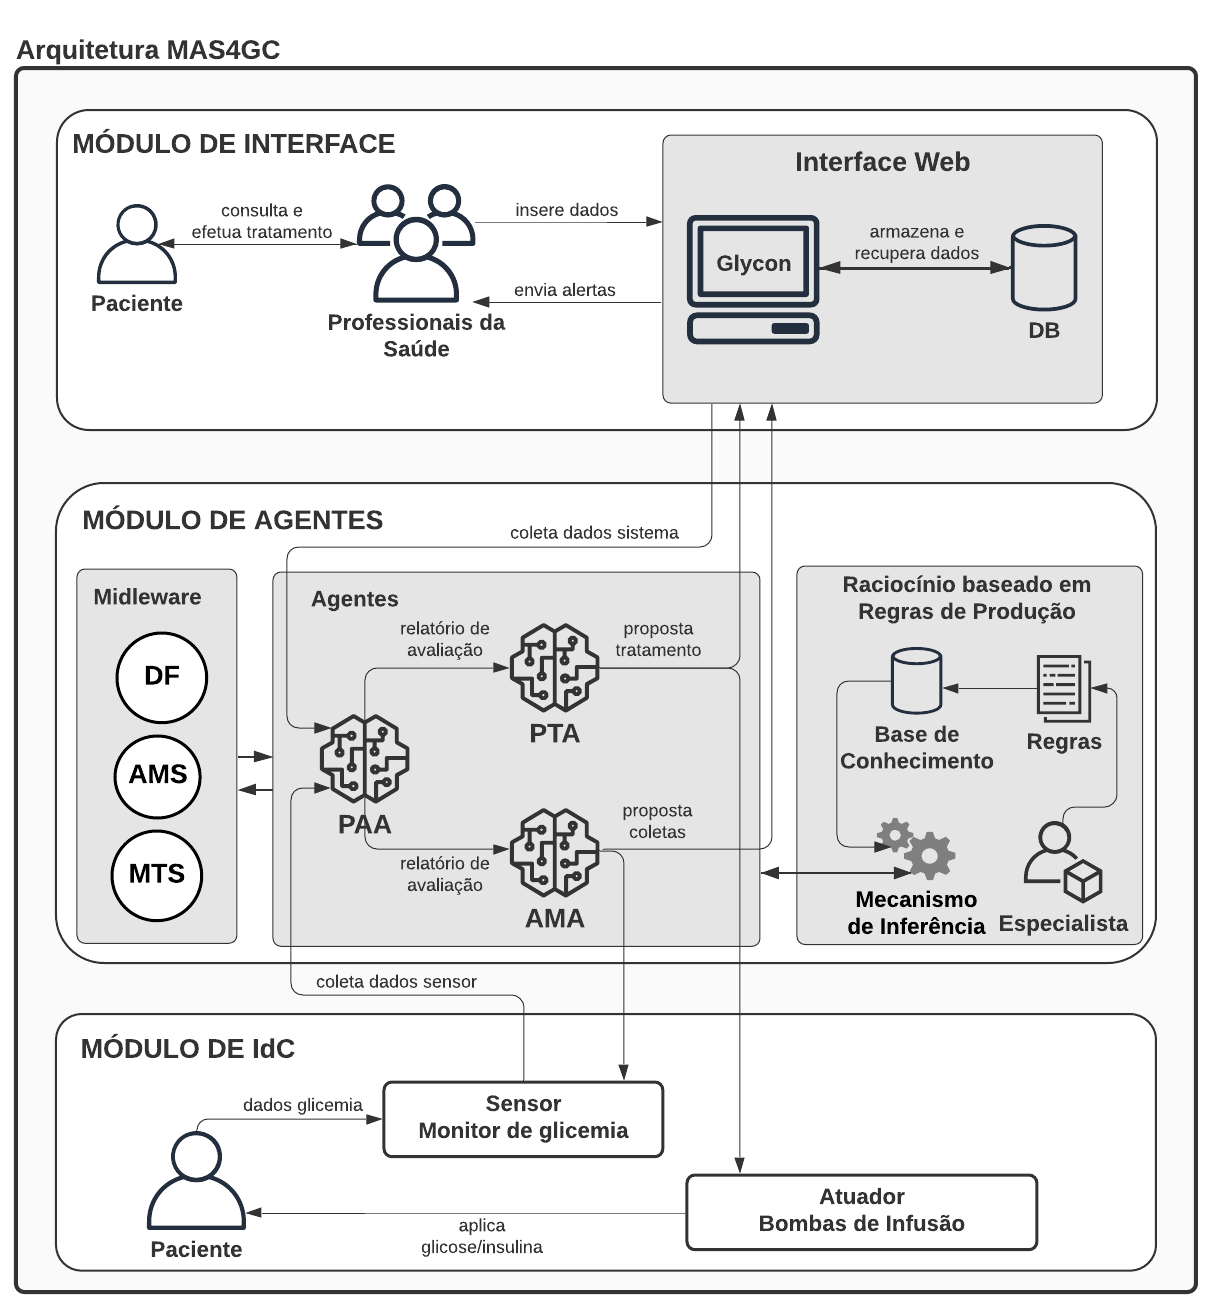 Arquitetura MAS4GC
MÓDULO DE INTERFACE
Interface Web
consulta e
efetua tratamento
insere dados
envia alertas
Glycon
armazena e
recupera dados
Paciente
Professionais da
Saúde
DB
MÓDULO DE AGENTES
coleta dados sistema
Midleware
DF
AMS
MTS
Agentes
relatório de
avaliação
proposta
tratamento
PTA
PAA
relatório de
avaliação
proposta
coletas
AMA
Raciocínio baseado em
Regras de Produção
Base de
Conhecimento
Regras
Mecanismo
de Inferência
Especialista
coleta dados sensor
MÓDULO DE IdC
dados glicemia
Sensor
Monitor de glicemia
Atuador
Bombas de Infusão
aplica
glicose/insulina
Paciente